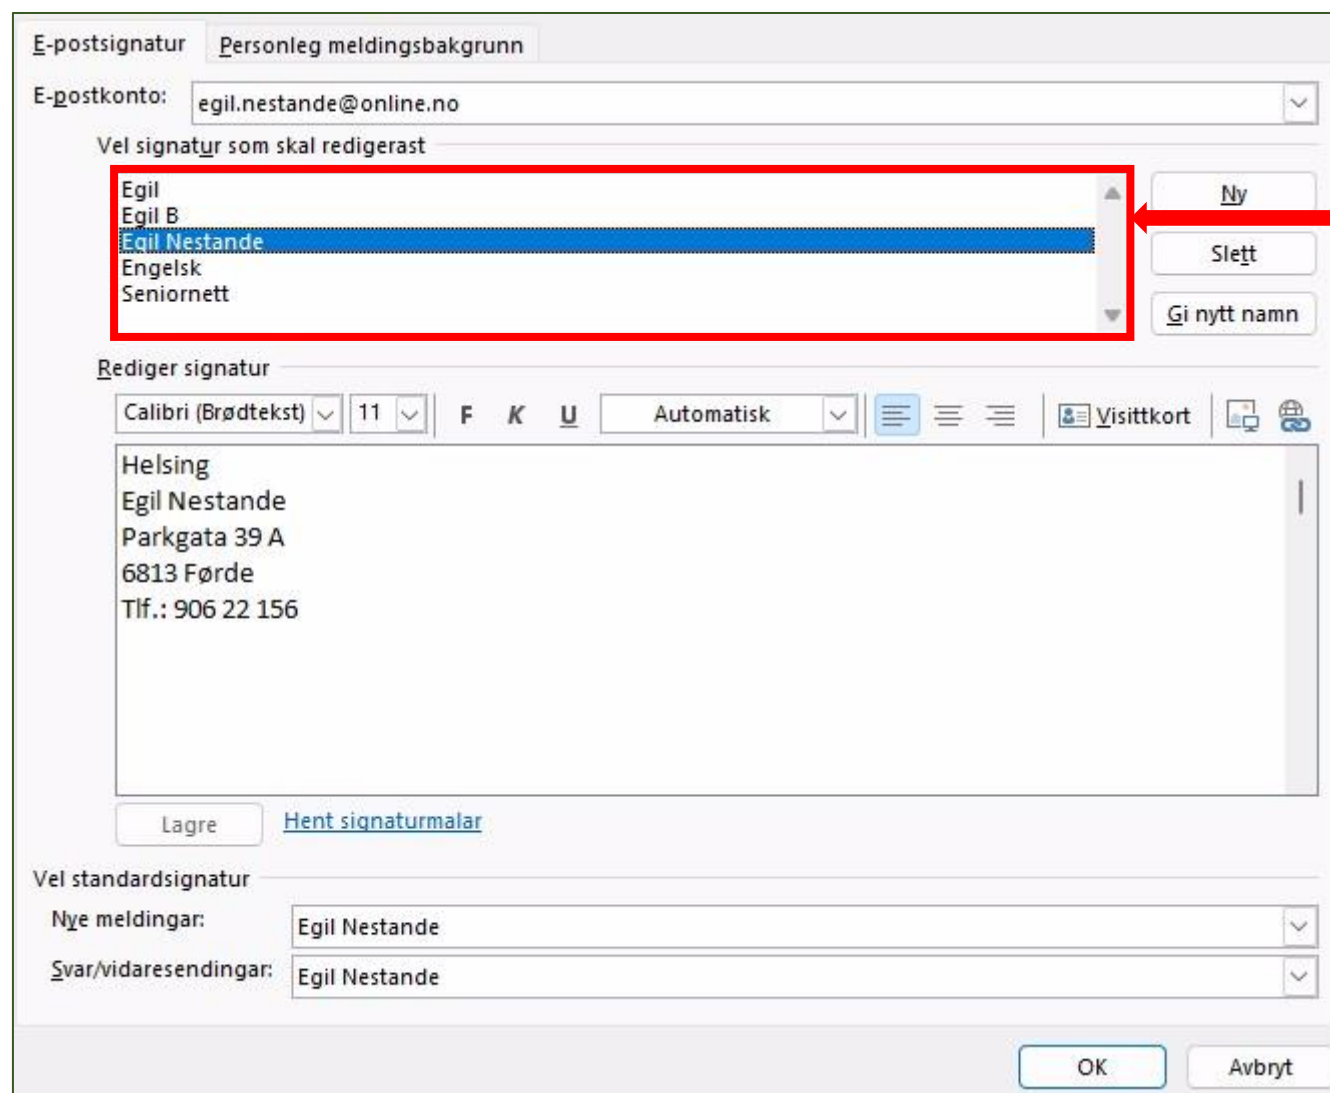 E-postsignatur Personleg meldingsbakgrunn
E-postkonto: egil.nestande@online.no
Vel signatur som skal redigerast
Egil
Egil B
Egil Nestande
Engelsk
Seniornett
Ny
Slett
Gi nytt namn
Rediger signatur
Calibri (Brødtekst) 11 F K U Automatisk Visittkort
Helsing
Egil Nestande
Parkgata 39 A
6813 Førde
Tlf.: 906 22 156
Lagre Hent signaturmalar
Vel standardsignatur
Nye meldingar: Egil Nestande
Svar/vidaresendingar: Egil Nestande
OK Avbryt